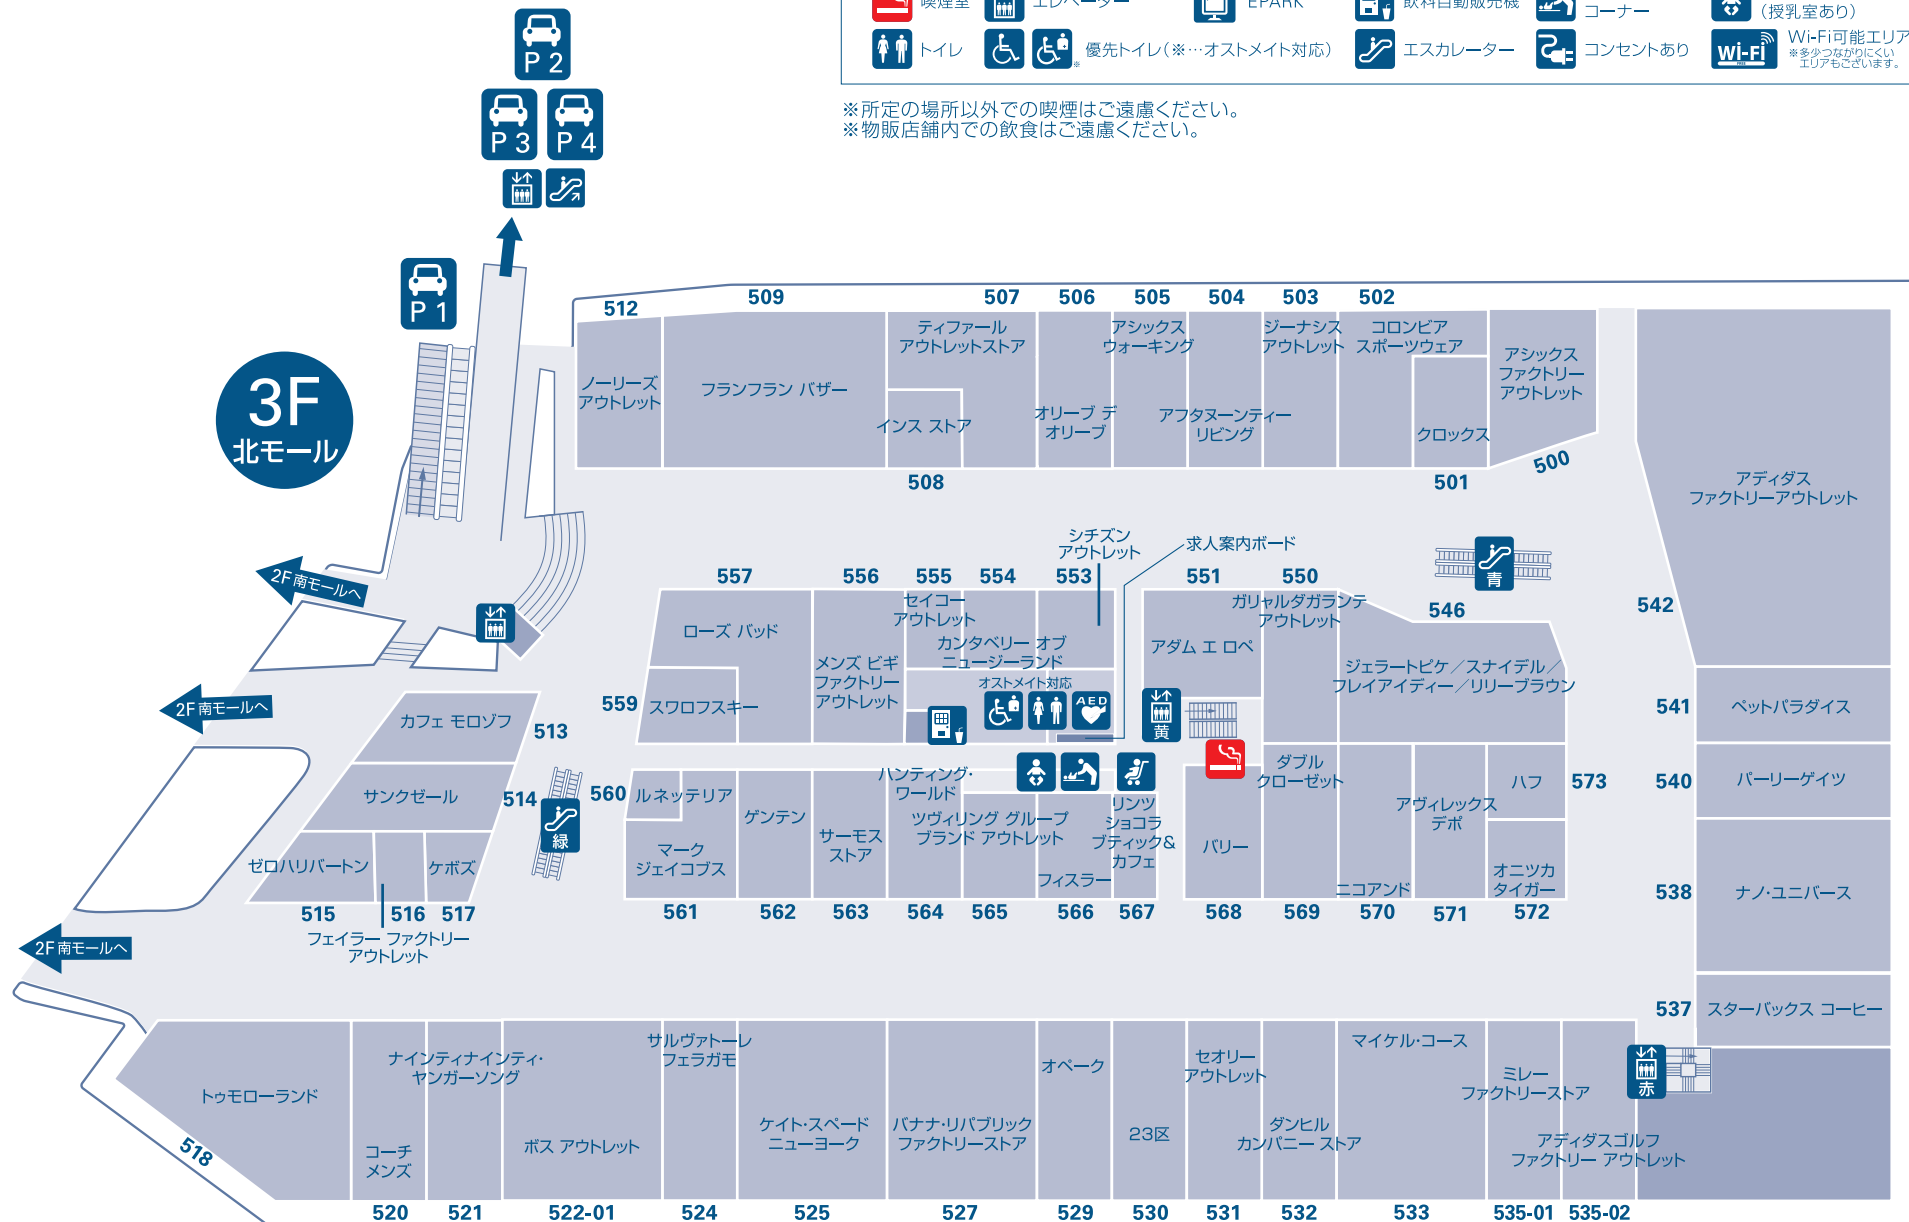 喫煙室
エレベーター
EPARK
飲料自動販売機
コーナー
(授乳室あり)
トイレ
優先トイレ(※…オストメイト対応)
※
エスカレーター
コンセントあり
Wi-Fi
Wi-Fi可能エリア
※多少つながりにくい
エリアもございます。
※所定の場所以外での喫煙はご遠慮ください。
※物販店舗内での飲食はご遠慮ください。
P 2
P 3
P 4
P 1
3F
北モール
512
509
507
506
505
504
503
502
ノーリーズ
アウトレット
フランフラン バザー
ティファール
アウトレットストア
インス ストア
オリーブ デ
オリーブ
アシックス
ウォーキング
アフタヌーンティー
リビング
ジーナシス
アウトレット
コロンビア
スポーツウェア
クロックス
アシックス
ファクトリー
アウトレット
508
501
500
アディダス
ファクトリーアウトレット
シチズン
アウトレット
求人案内ボード
青
2F南モールへ
557
556
555
554
553
551
550
546
542
ローズ バッド
スワロフスキー
559
メンズ ビギ
ファクトリー
アウトレット
セイコー
アウトレット
カンタベリー オブ
ニュージーランド
オストメイト対応
AED
アダム エ ロペ
ガリャルダガランテ
アウトレット
ジェラートピケ/スナイデル/
フレイアイディー/リリーブラウン
黄
541
ペットパラダイス
2F南モールへ
カフェ モロゾフ
513
サンクゼール
514
緑
560
ルネッテリア
マーク
ジェイコブス
ゲンテン
サーモス
ストア
ハンティング・
ワールド
ツヴィリング グループ
ブランド アウトレット
フィスラー
リンツ
ショコラ
ブティック&
カフェ
バリー
ダブル
クローゼット
ニコアンド
アヴィレックス
デポ
ハフ
573
オニツカ
タイガー
540
パーリーゲイツ
ゼロハリバートン
ケボズ
515
516
517
フェイラー ファクトリー
アウトレット
561
562
563
564
565
566
567
568
569
570
571
572
538
ナノ・ユニバース
2F南モールへ
537
スターバックス コーヒー
赤
トゥモローランド
518
コーチ
メンズ
ナインティナインティ・
ヤンガーソング
ボス アウトレット
サルヴァトーレ
フェラガモ
ケイト・スペード
ニューヨーク
バナナ・リパブリック
ファクトリーストア
オペーク
23区
セオリー
アウトレット
ダンヒル
カンパニー ストア
マイケル・コース
ミレー
ファクトリーストア
アディダスゴルフ
ファクトリー アウトレット
520
521
522-01
524
525
527
529
530
531
532
533
535-01
535-02